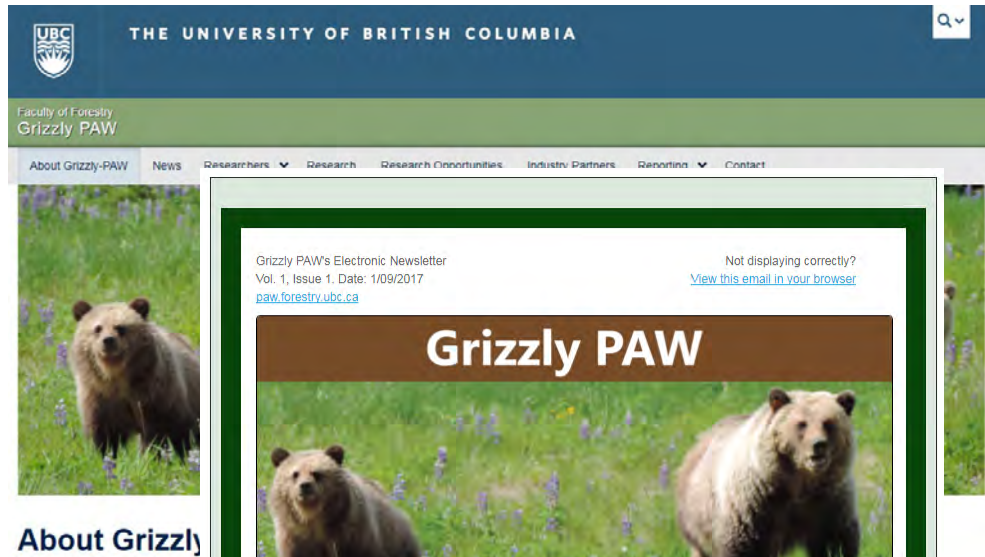 UBC
THE UNIVERSITY OF BRITISH COLUMBIA
Faculty of Forestry
Grizzly PAW
About Grizzly-PAW News Researchers Research Research Opportunities Industry Partners Reporting Contact
Grizzly PAW's Electronic Newsletter
Vol. 1, Issue 1. Date: 1/09/2017
paw.forestry.ubc.ca
Not displaying correctly?
View this email in your browser
Grizzly PAW
About Grizzly